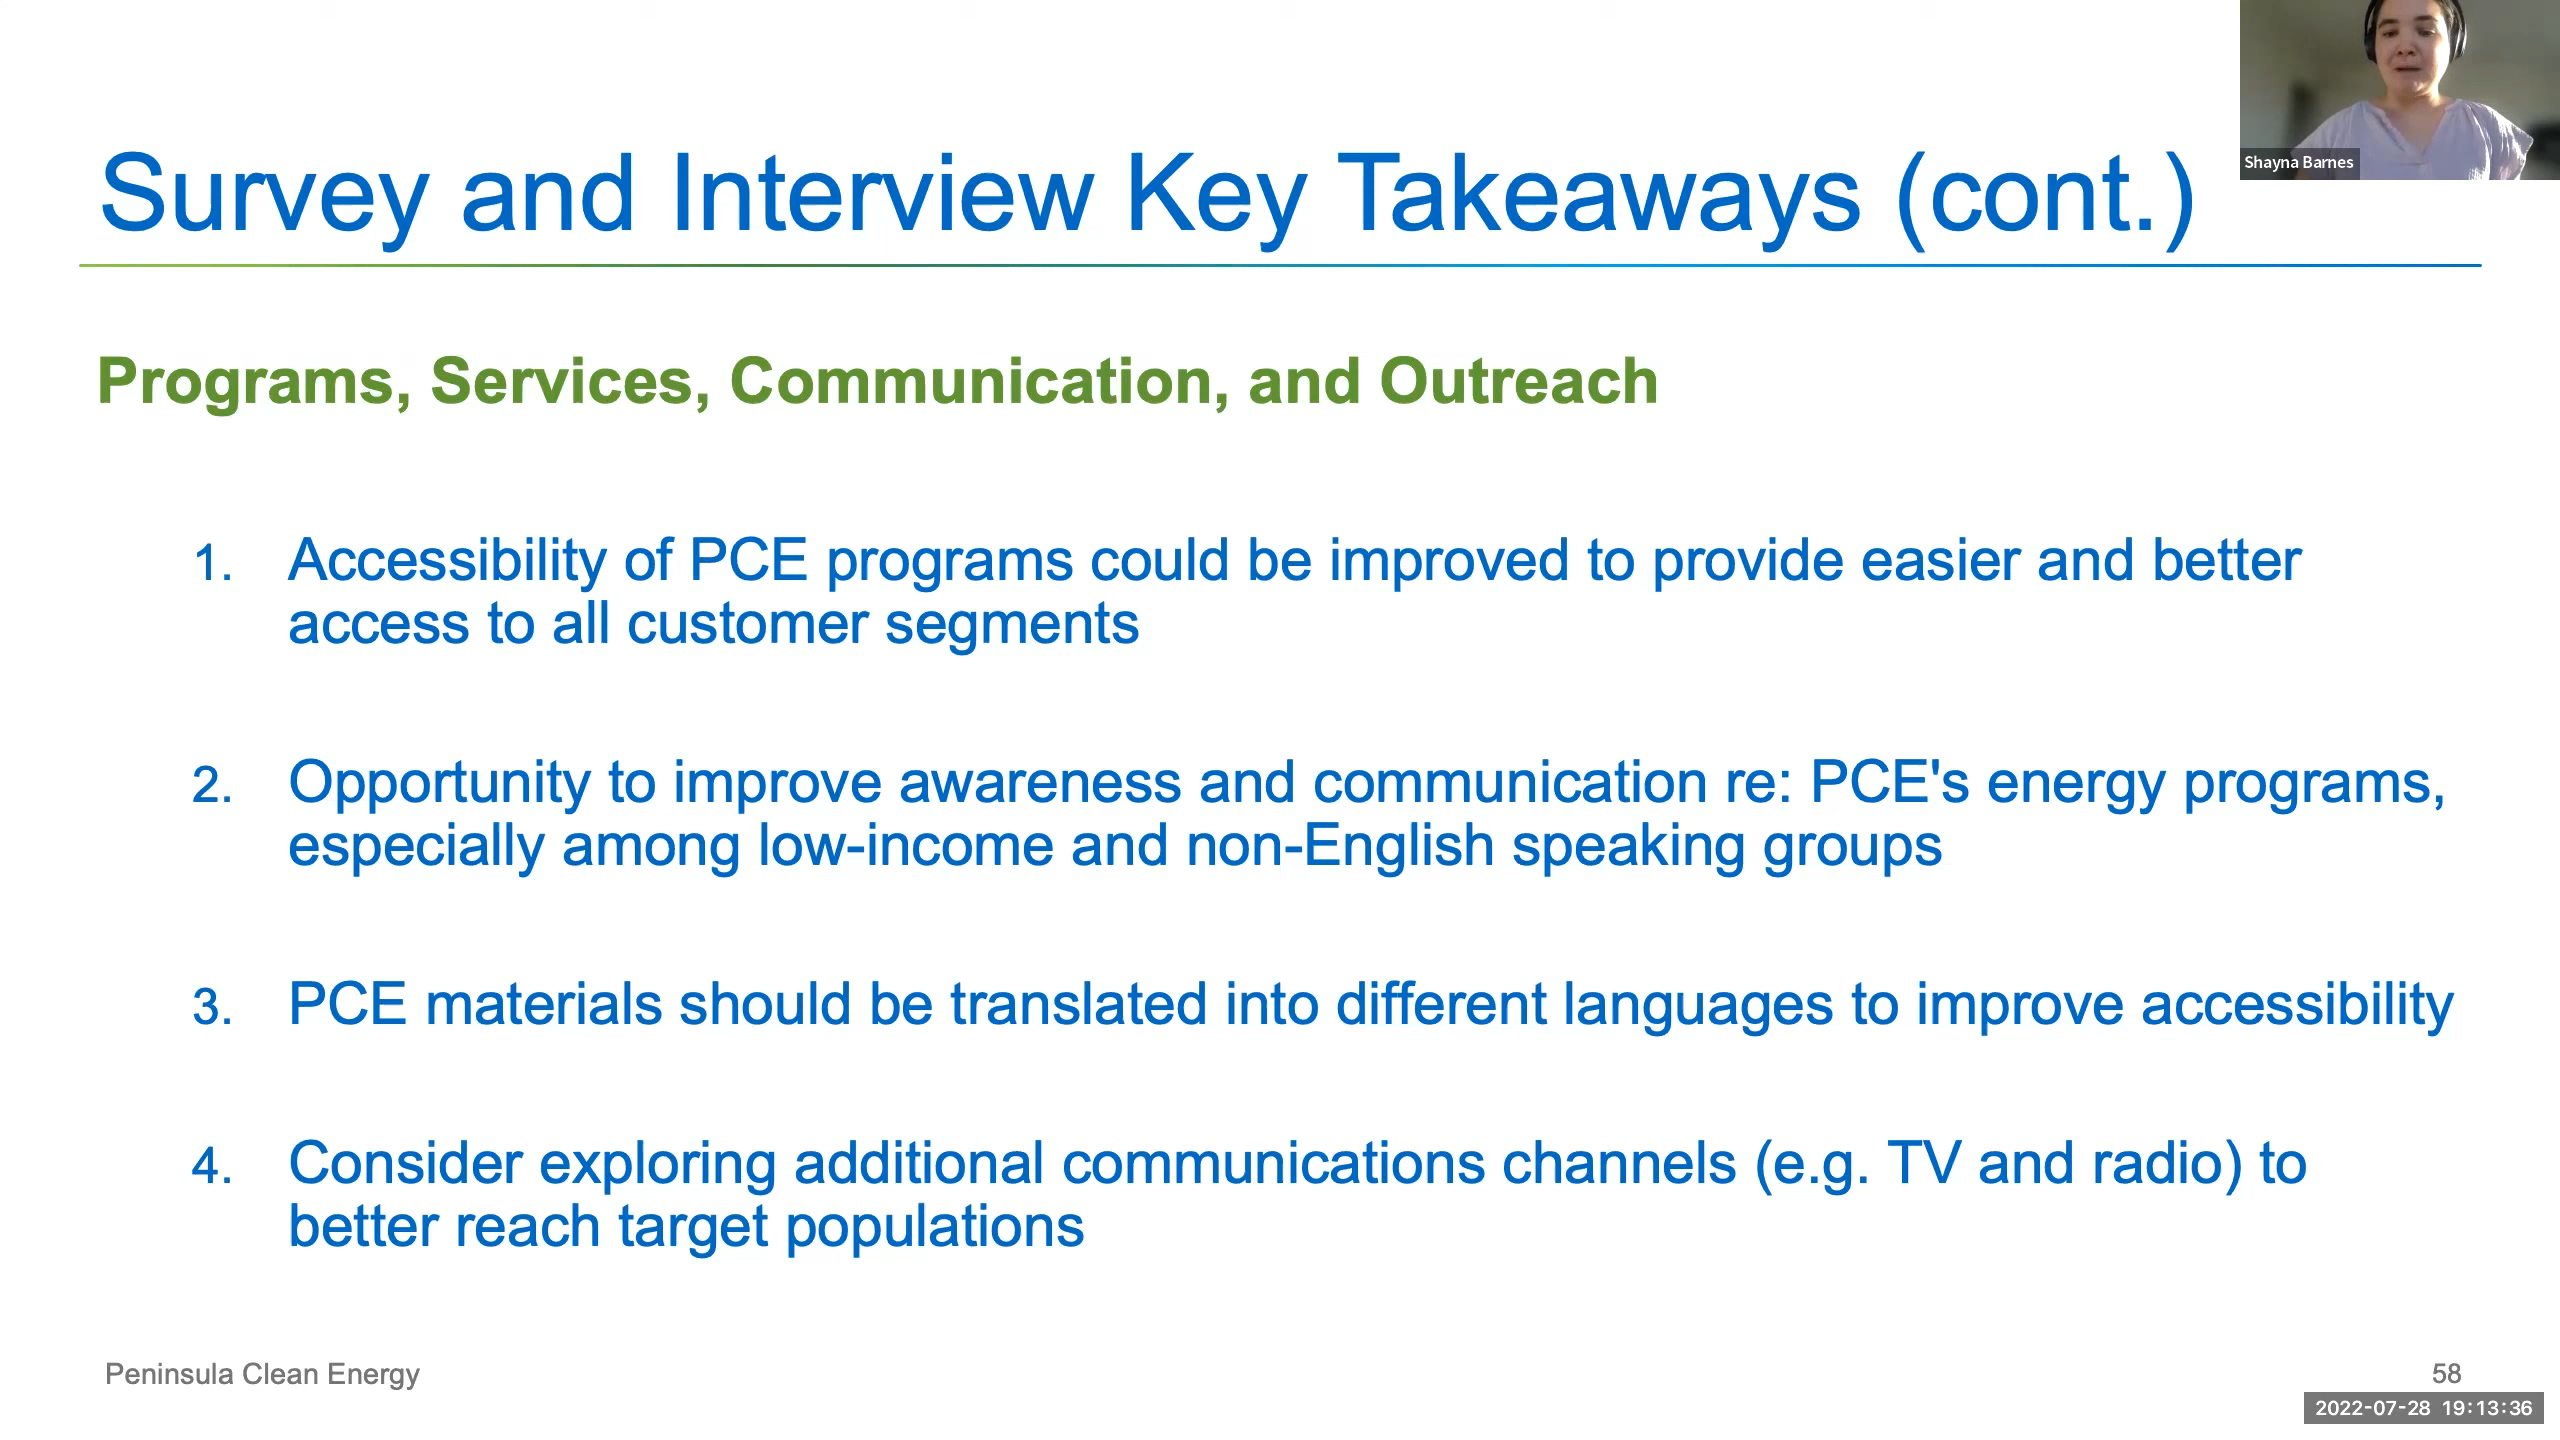 Shayna Barnes
Survey and Interview Key Takeaways (cont.)
Programs, Services, Communication, and Outreach
1. Accessibility of PCE programs could be improved to provide easier and better
access to all customer segments
2. Opportunity to improve awareness and communication re: PCE's energy programs,
especially among low-income and non-English speaking groups
3. PCE materials should be translated into different languages to improve accessibility
4. Consider exploring additional communications channels (e.g. TV and radio) to
better reach target populations
Peninsula Clean Energy
58
2022-07-28 19:13:36